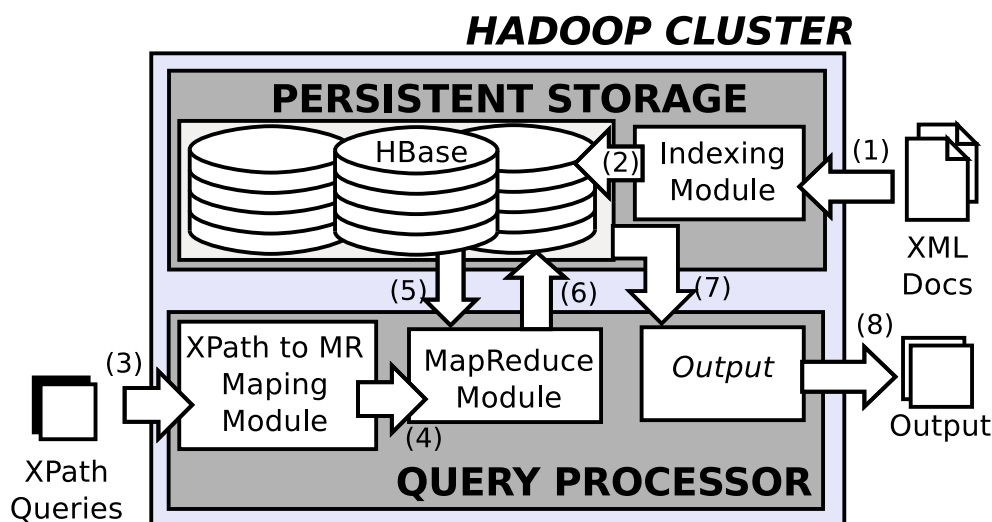 HADOOP CLUSTER
PERSISTENT STORAGE
HBase
(2)
Indexing
Module
(1)
XML
Docs
(5)
(6)
(7)
(3)
XPath to MR
Maping
Module
(4)
MapReduce
Module
Output
(8)
Output
XPath
Queries
QUERY PROCESSOR